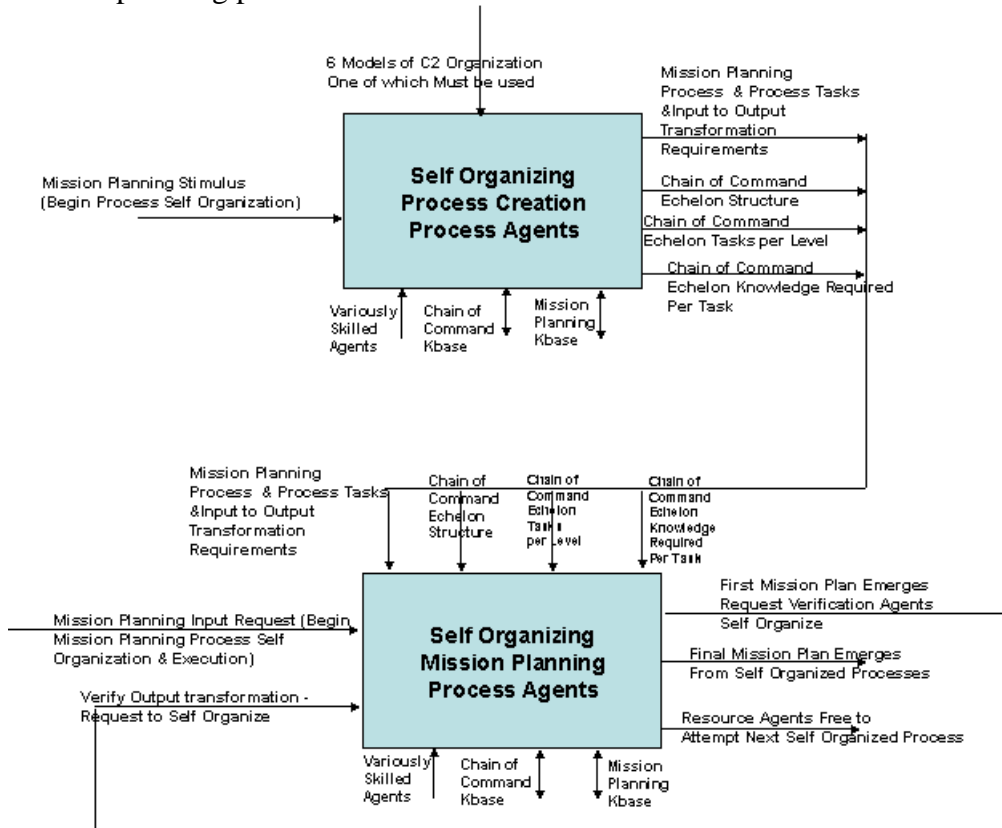 6 Models of C2 Organization
One of which Must be used
Mission Planning
Process & Process Tasks
&Input to Output
Transformation
Requirements
Self Organizing
Process Creation
Process Agents
Mission Planning Stimulus
(Begin Process Self Organization)
Chain of Command
Echelon Structure
Chain of Command
Echelon Tasks per Level
Chain of Command
Echelon Knowledge Required
Per Task
Variously
Skilled
Agents
Chain of
Command
Kbase
Mission
Planning
Kbase
Mission Planning
Process & Process Tasks
&Input to Output
Transformation
Requirements
Chain of
Command
Echelon
Structure
Chain of
Command
Echelon
Tasks
per Level
Chain of
Command
Echelon
Knowledge
Required
Per Task
Mission Planning Input Request (Begin
Mission Planning Process Self
Organization & Execution)
Verify Output transformation -
Request to Self Organize
Self Organizing
Mission Planning
Process Agents
First Mission Plan Emerges
Request Verification Agents
Self Organize
Final Mission Plan Emerges
From Self Organized Processes
Resource Agents Free to
Attempt Next Self Organized Process
Variously
Skilled
Agents
Chain of
Command
Kbase
Mission
Planning
Kbase